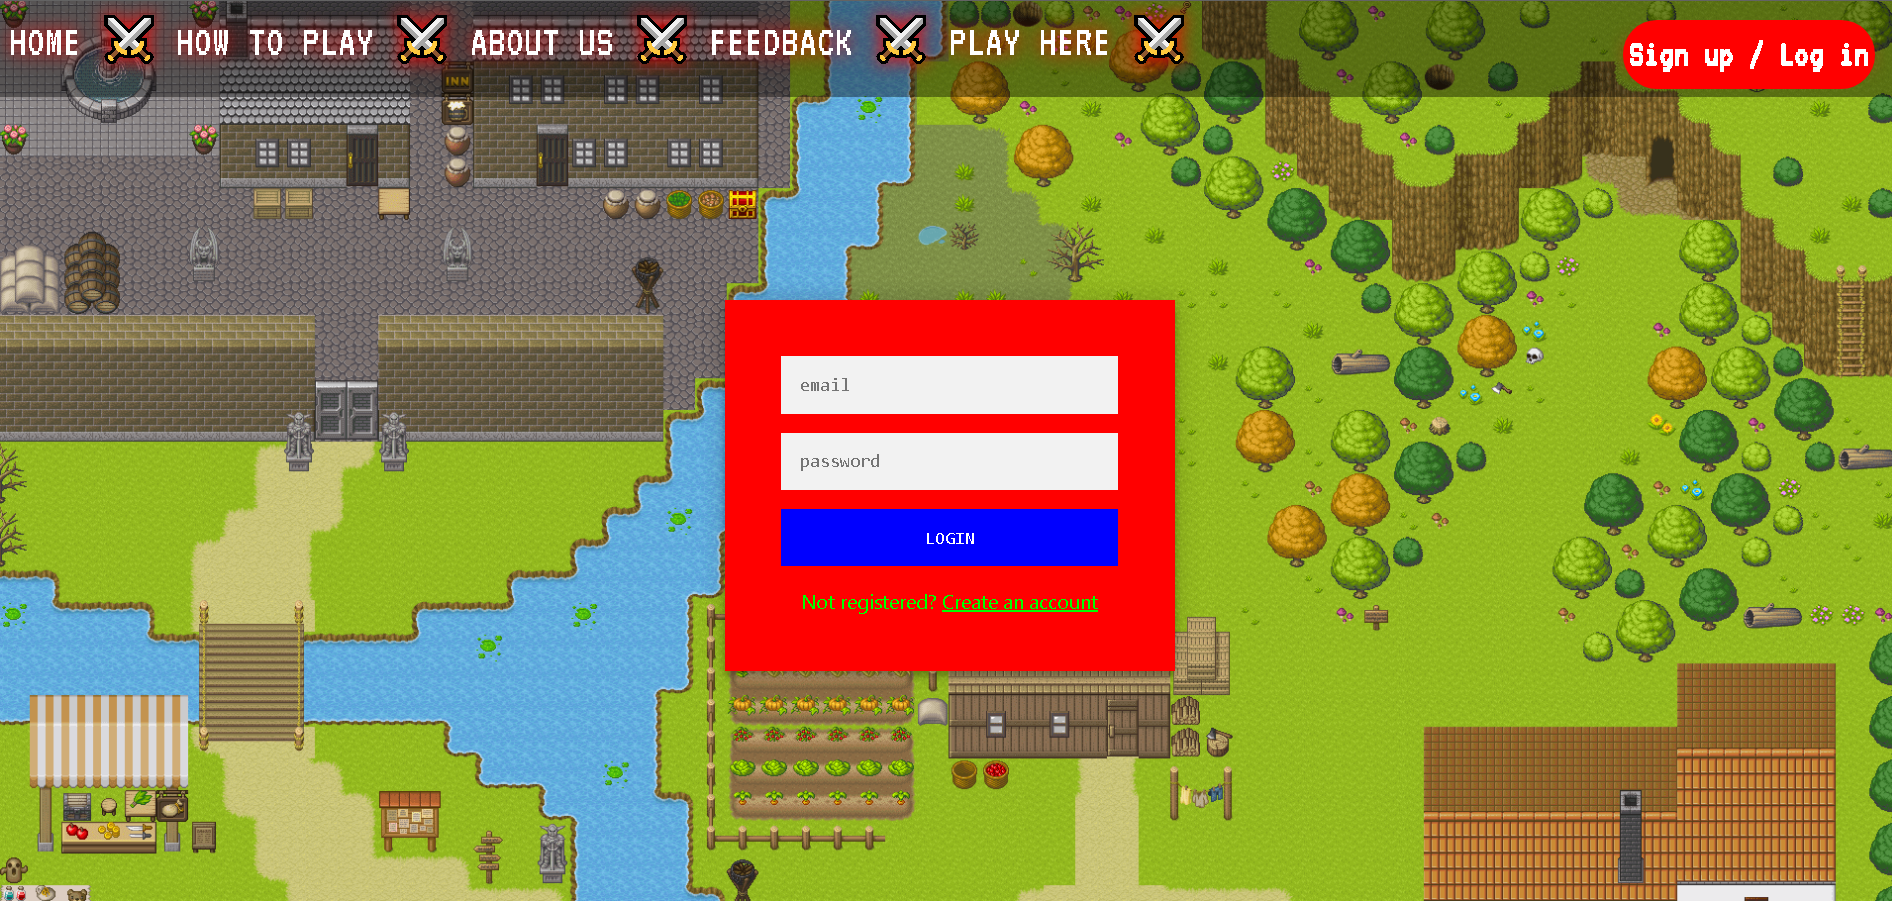 HOME HOW TO PLAY ABOUT US FEEDBACK PLAY HERE Sign up / Log in
INN
email
password
LOGIN
Not registered? Create an account